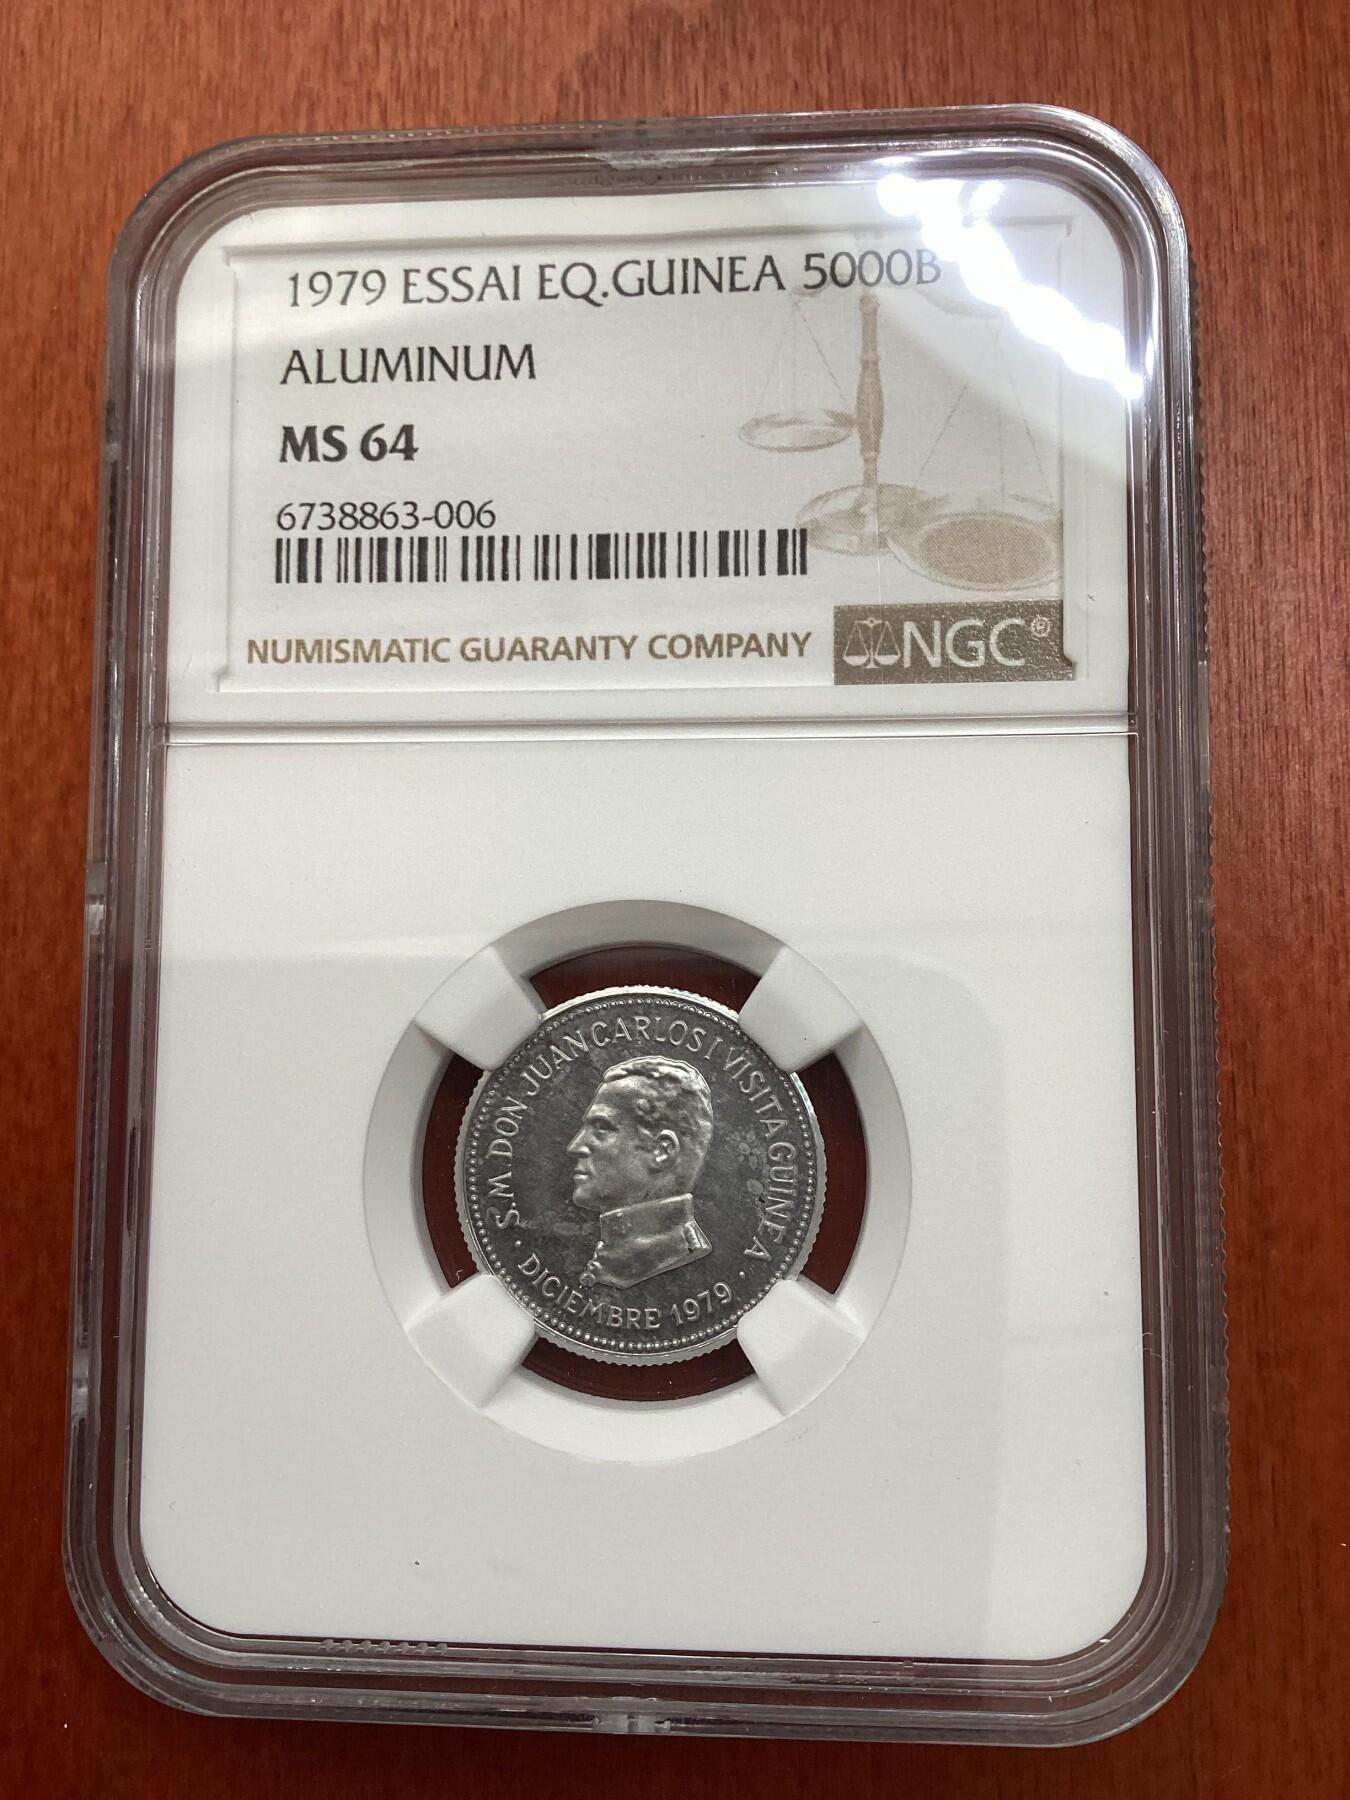 1979 ESSAI EQ.GUINEA 5000B
ALUMINUM
MS 64
6738863-006
NUMISMATIC GUARANTY COMPANY
NGC®
S.M. DON JUAN CARLOS I VISITA GUINEA
· DICIEMBRE 1979 ·